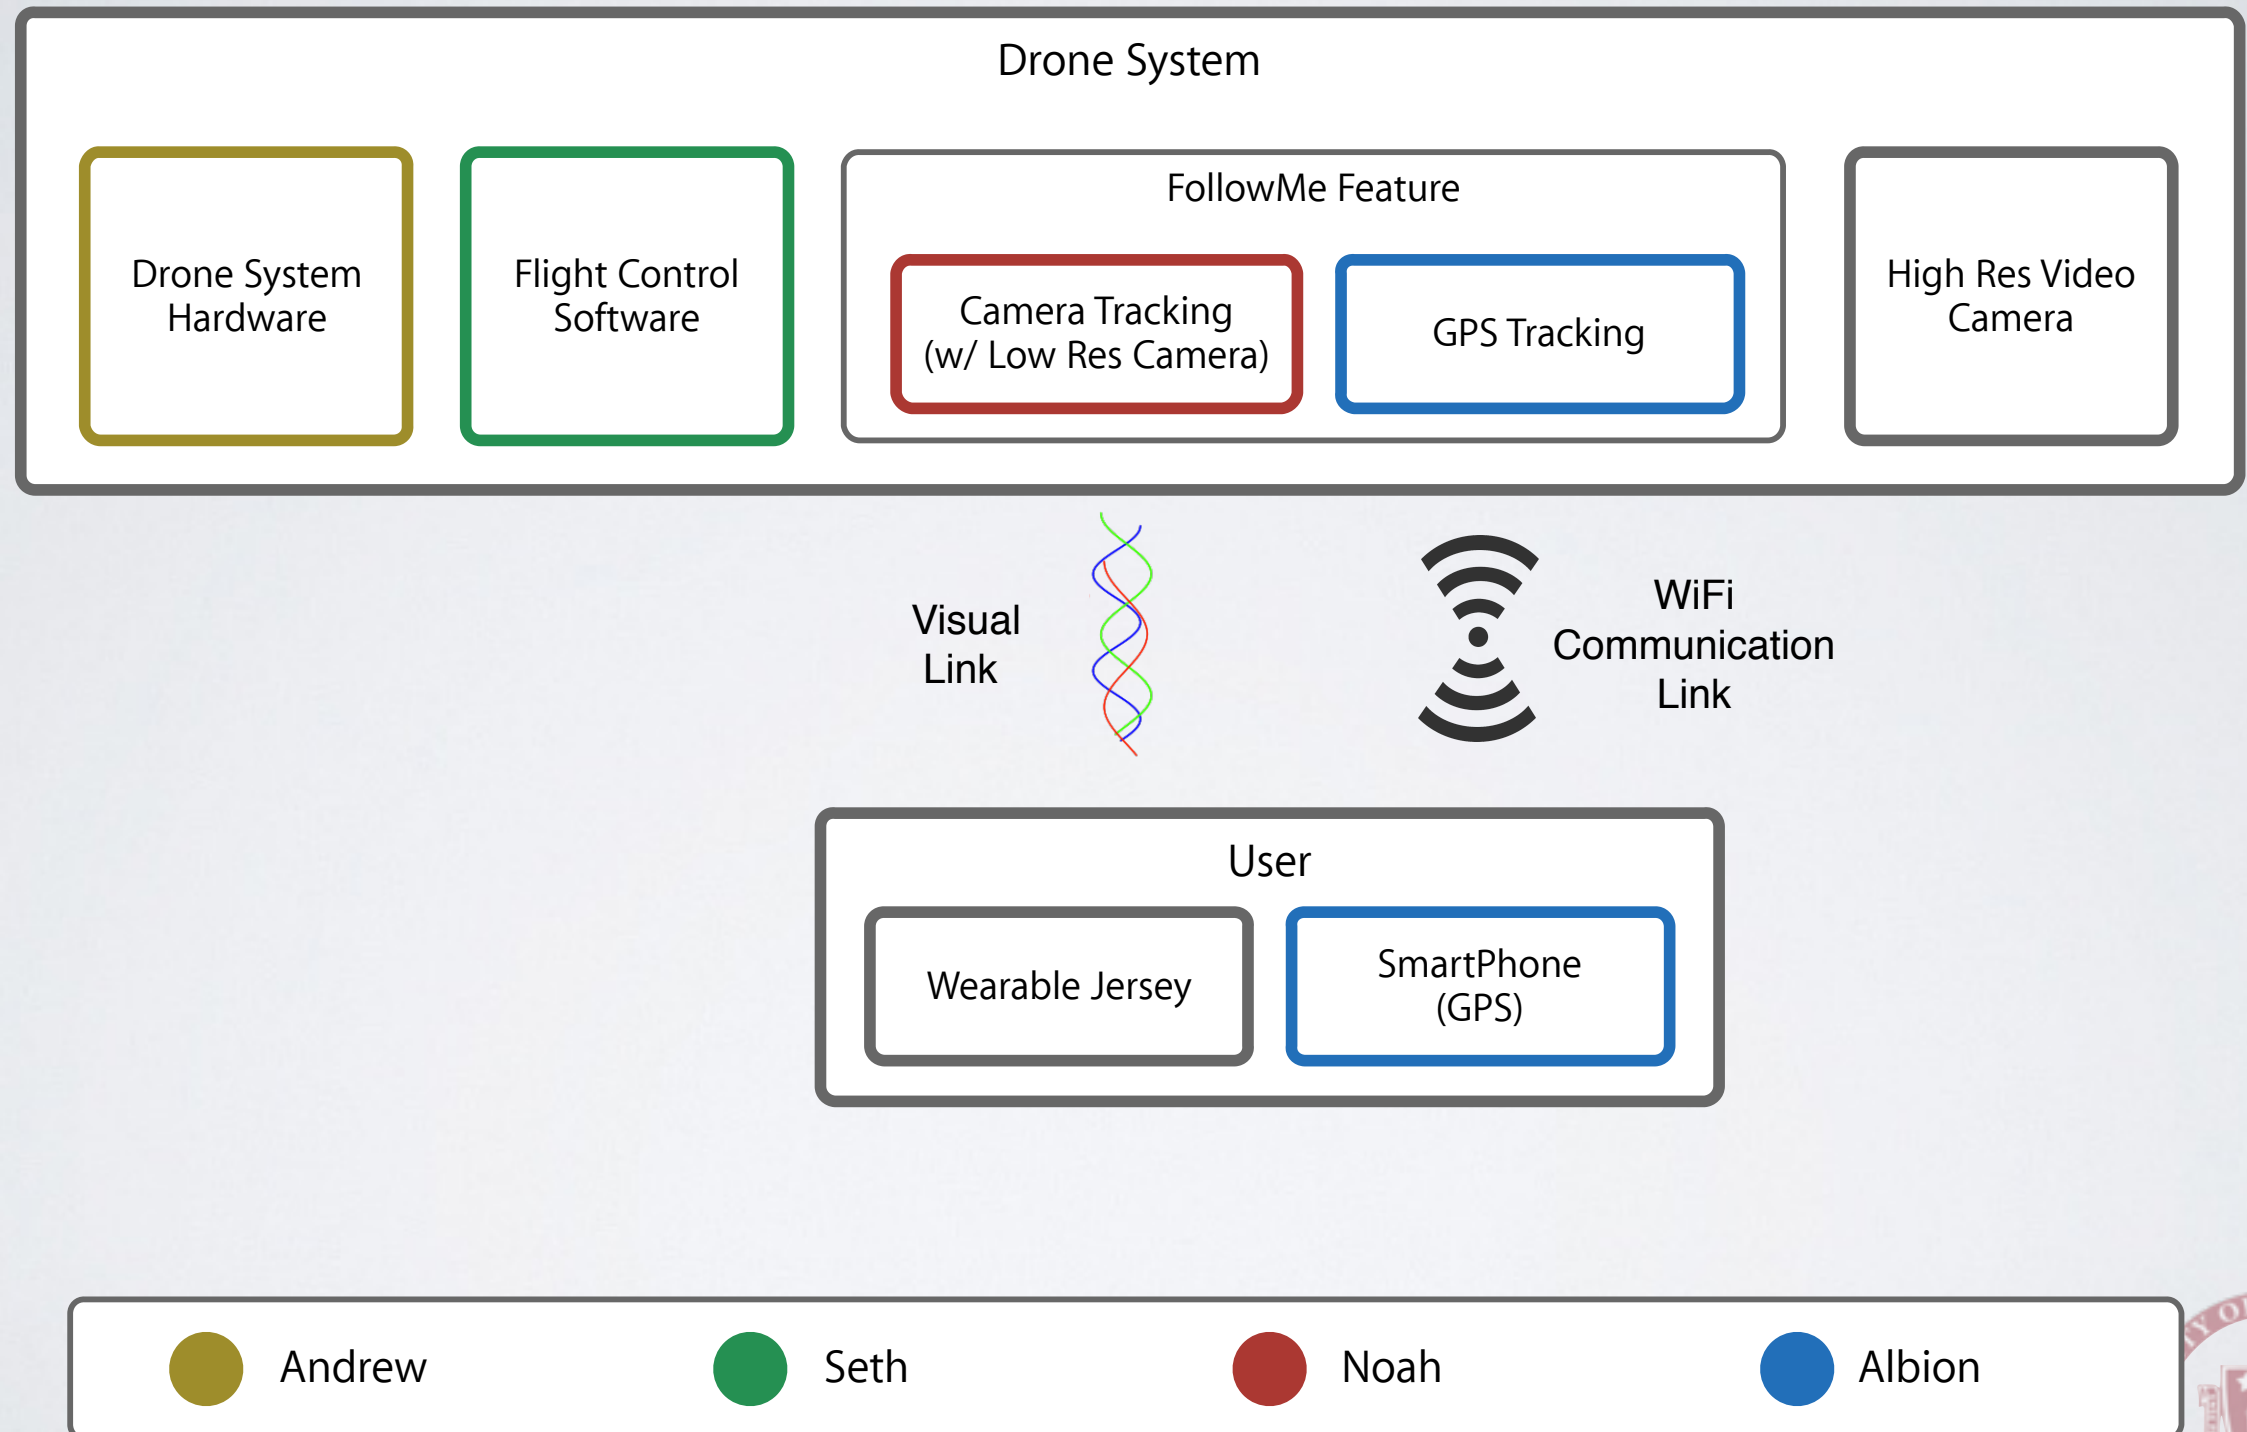 Drone System
Drone System
Hardware
Flight Control
Software
FollowMe Feature
Camera Tracking
(w/ Low Res Camera)
GPS Tracking
High Res Video
Camera
Visual
Link
WiFi
Communication
Link
User
Wearable Jersey
SmartPhone
(GPS)
Andrew
Seth
Noah
Albion